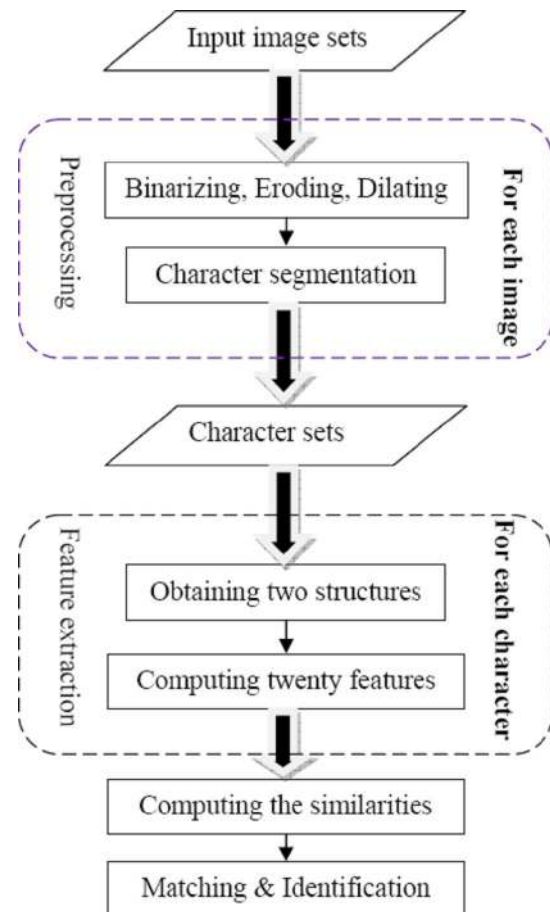 Input image sets
Preprocessing
For each image
Binarizing, Eroding, Dilating
Character segmentation
Character sets
Feature extraction
For each character
Obtaining two structures
Computing twenty features
Computing the similarities
Matching & Identification